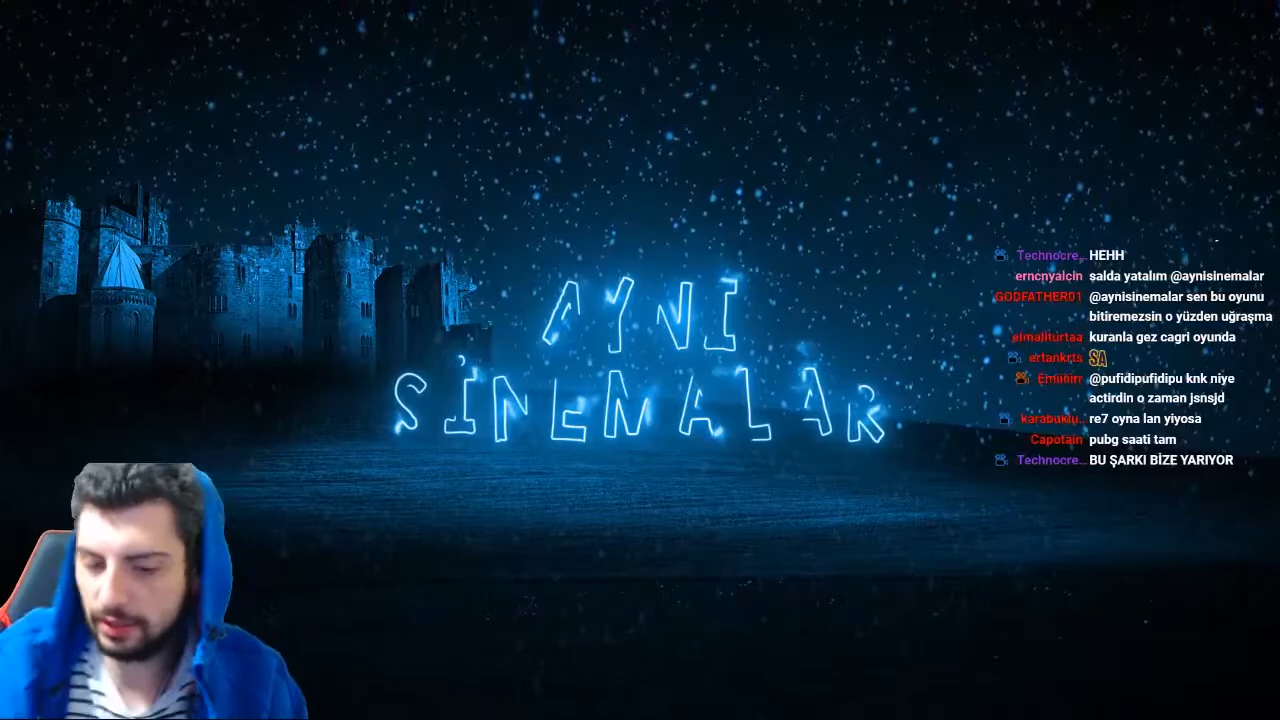 AYNI
SİNEMALAR
Technocre.. HEHH
erncnyalcin salda yatalım @aynisinemalar
GODFATHER01 @aynisinemalar sen bu oyunu
bitiremezsin o yüzden uğraşma
elmaliturtaa kuranla gez cagri oyunda
ertankrts SA
Emiiihirr @pufidipufidipu knk niye
actirdin o zaman jsnsjd
karabuklu.. re7 oyna lan yiyosa
Capotain pubg saati tam
Technocre... BU ŞARKI BİZE YARIYOR